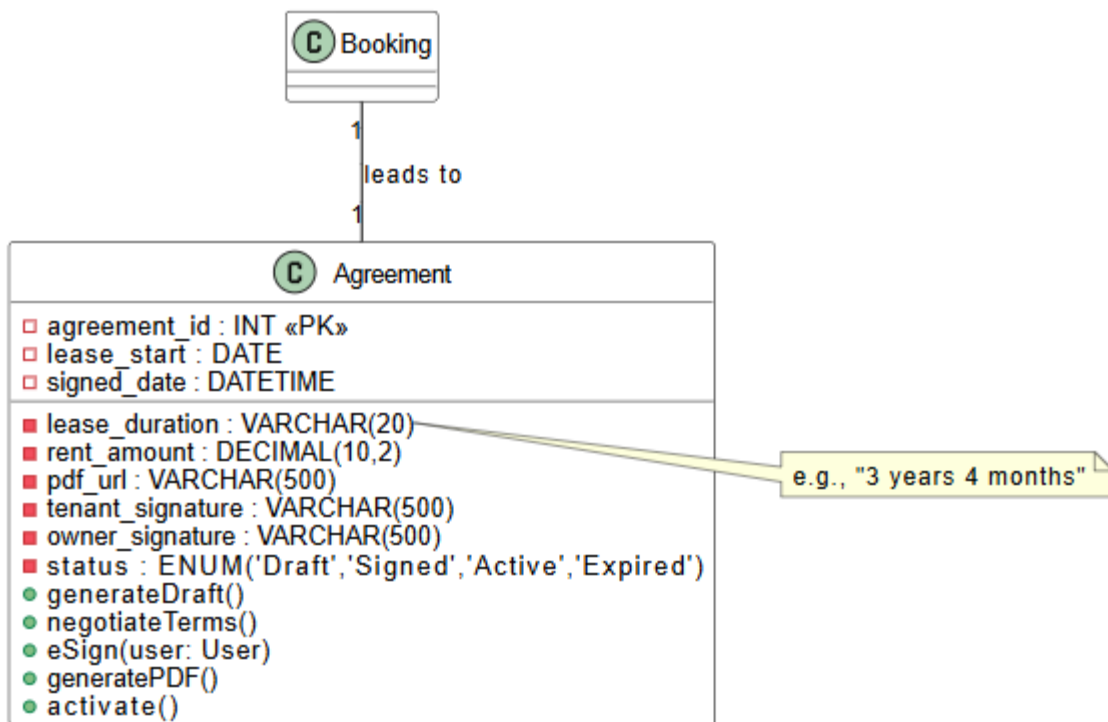 C Booking
1
leads to
1
C Agreement
agreement_id : INT «PK»
lease_start : DATE
signed_date : DATETIME
lease_duration : VARCHAR(20)
e.g., "3 years 4 months"
rent_amount : DECIMAL(10,2)
pdf_url : VARCHAR(500)
tenant_signature : VARCHAR(500)
owner_signature : VARCHAR(500)
status : ENUM('Draft','Signed','Active','Expired')
generateDraft()
negotiateTerms()
eSign(user: User)
generatePDF()
activate()